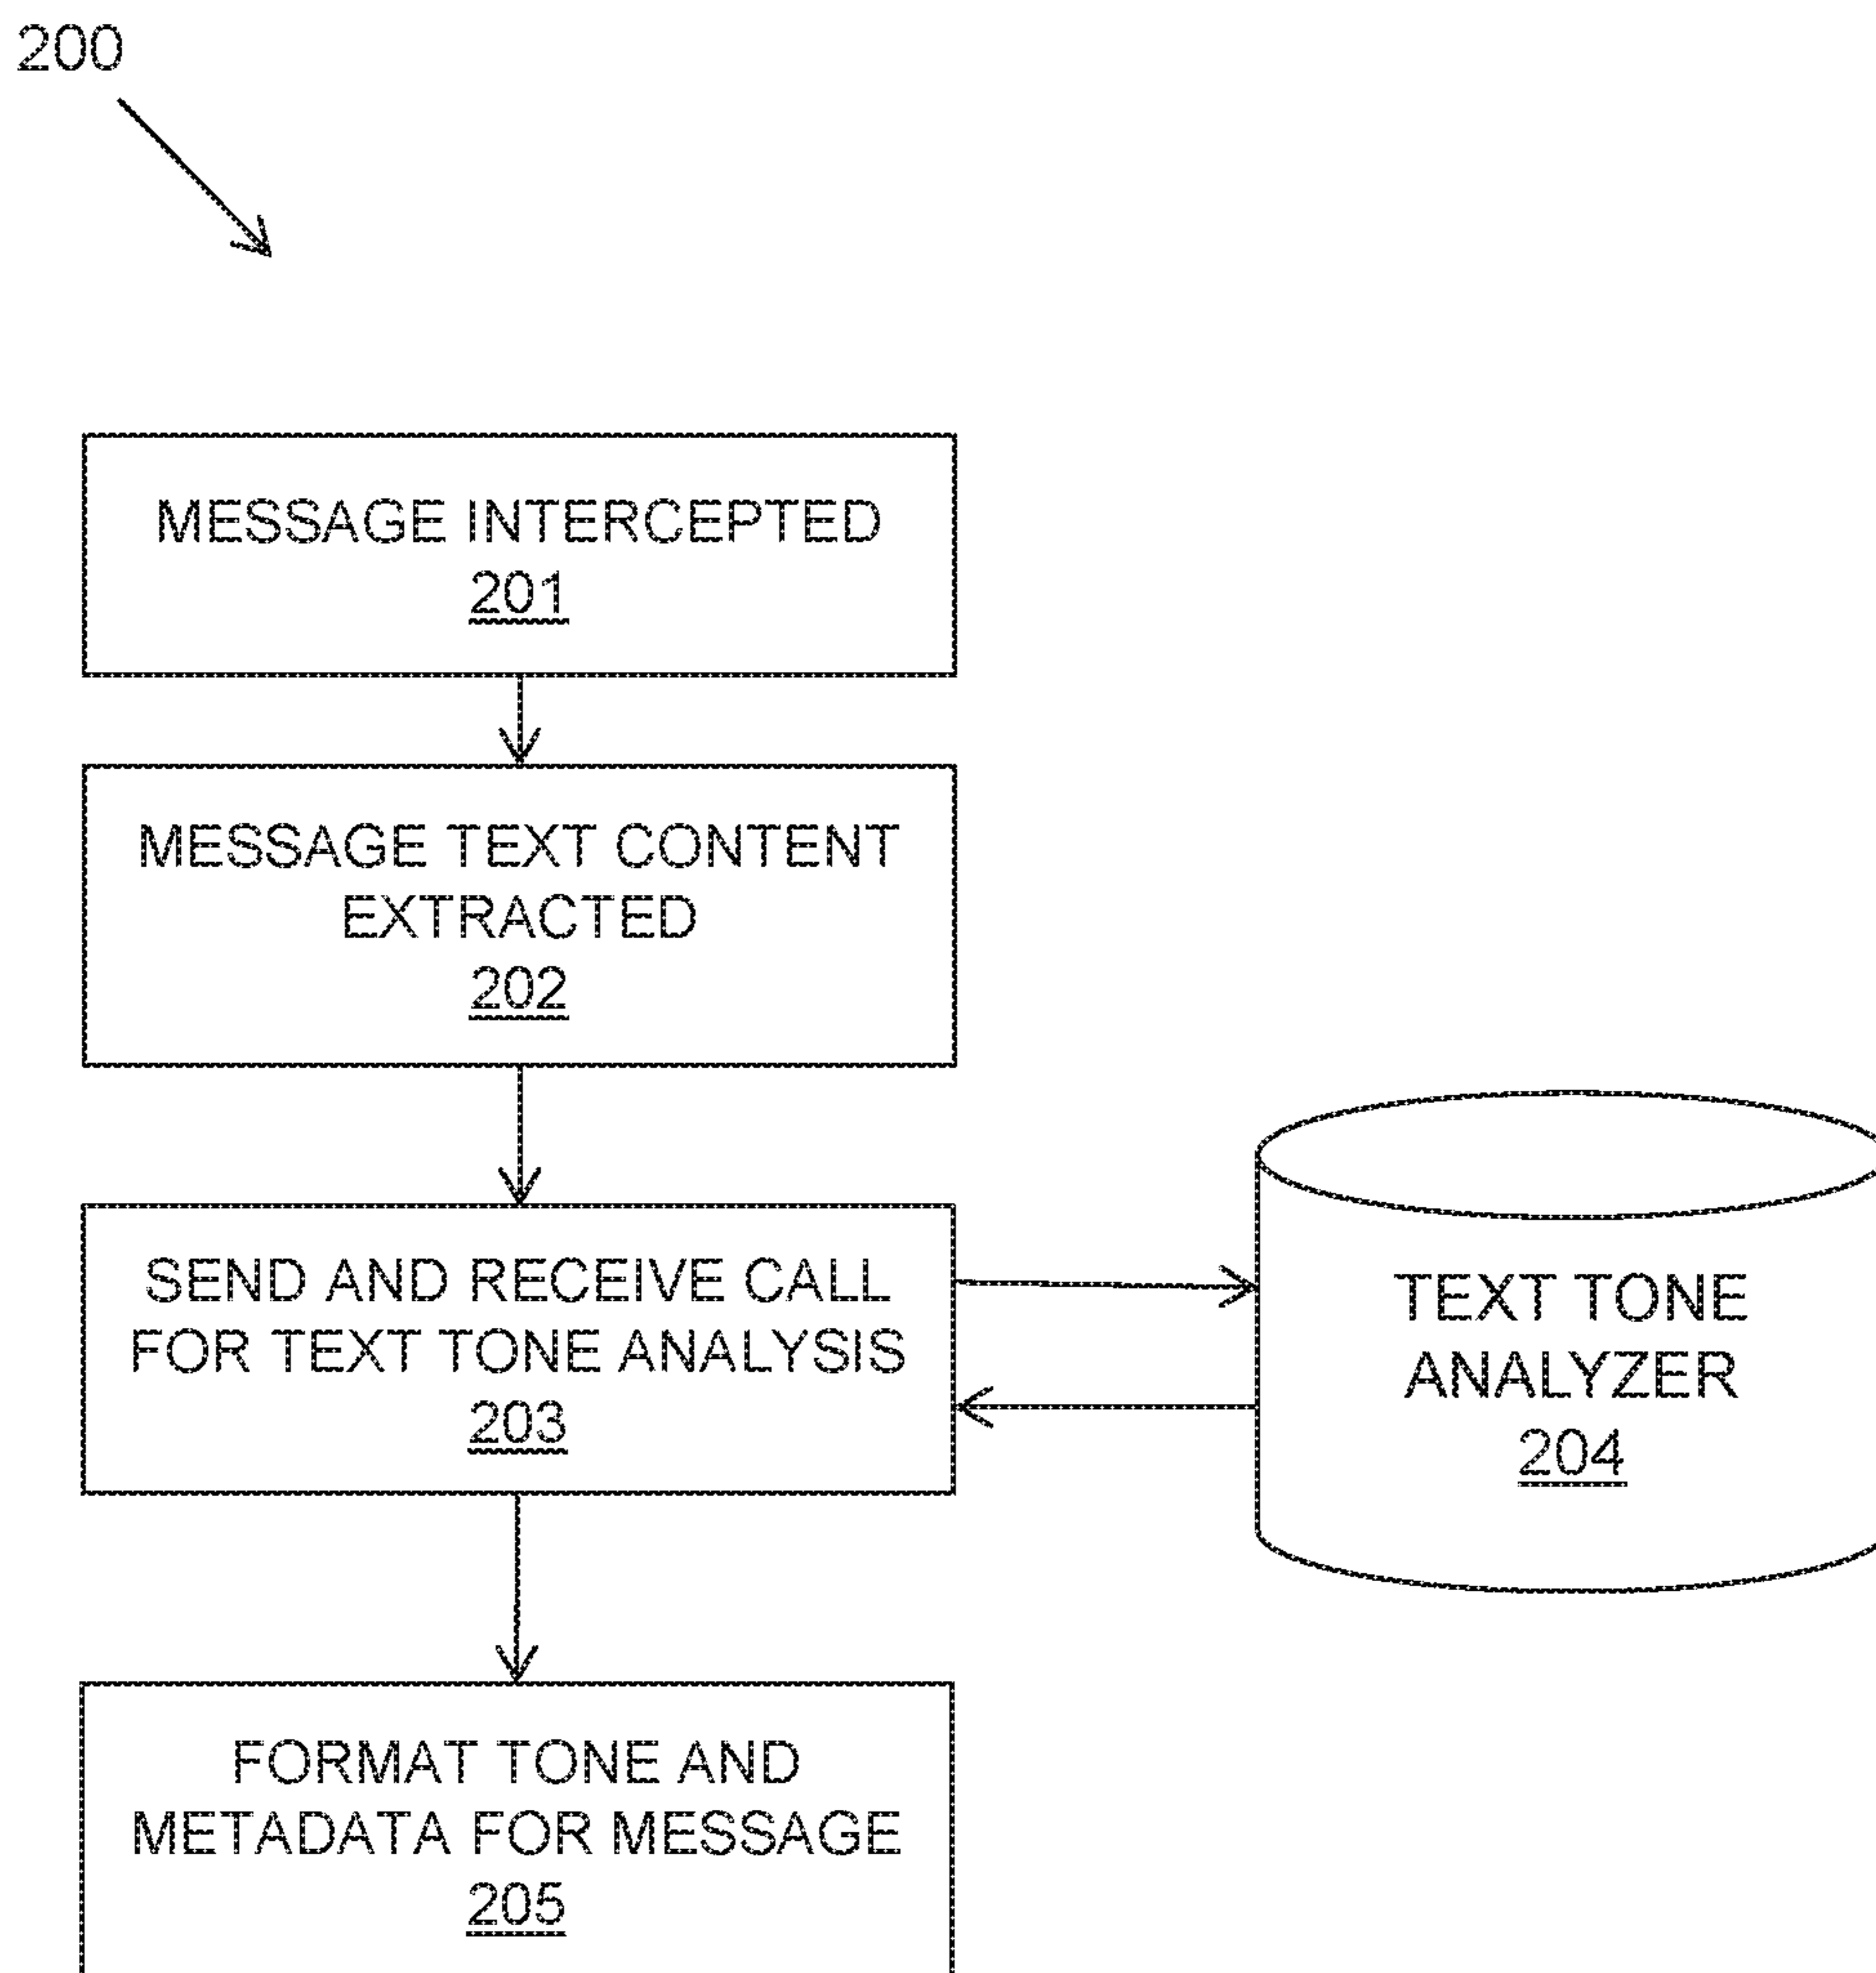 200
MESSAGE INTERCEPTED
201
MESSAGE TEXT CONTENT
EXTRACTED
202
SEND AND RECEIVE CALL
FOR TEXT TONE ANALYSIS
203
TEXT TONE
ANALYZER
204
FORMAT TONE AND
METADATA FOR MESSAGE
205